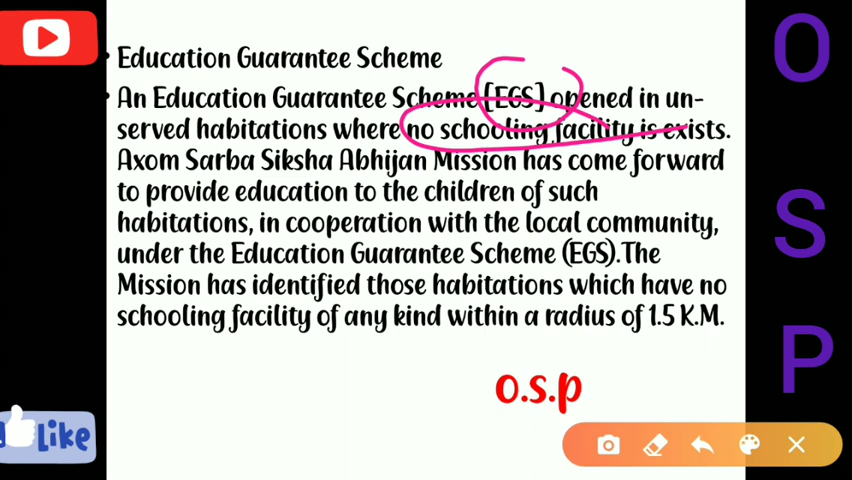 • Education Guarantee Scheme
• An Education Guarantee Scheme [EGS] opened in un-
served habitations where no schooling facility is exists.
Axom Sarba Siksha Abhijan Mission has come forward
to provide education to the children of such
habitations, in cooperation with the local community,
under the Education Guarantee Scheme (EGS).The
Mission has identified those habitations which have no
schooling facility of any kind within a radius of 1.5 K.M.
O.S.P
Like
O
S
P